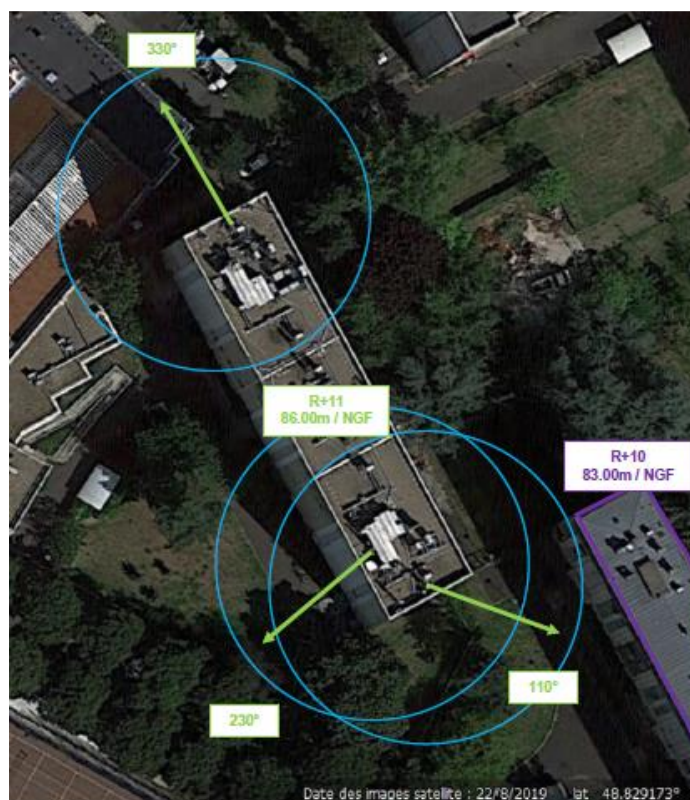 330°
R+11
86.00m / NGF
R+10
83.00m / NGF
110°
230°
Date des images satellite : 22/8/2019 lat 48.829173°